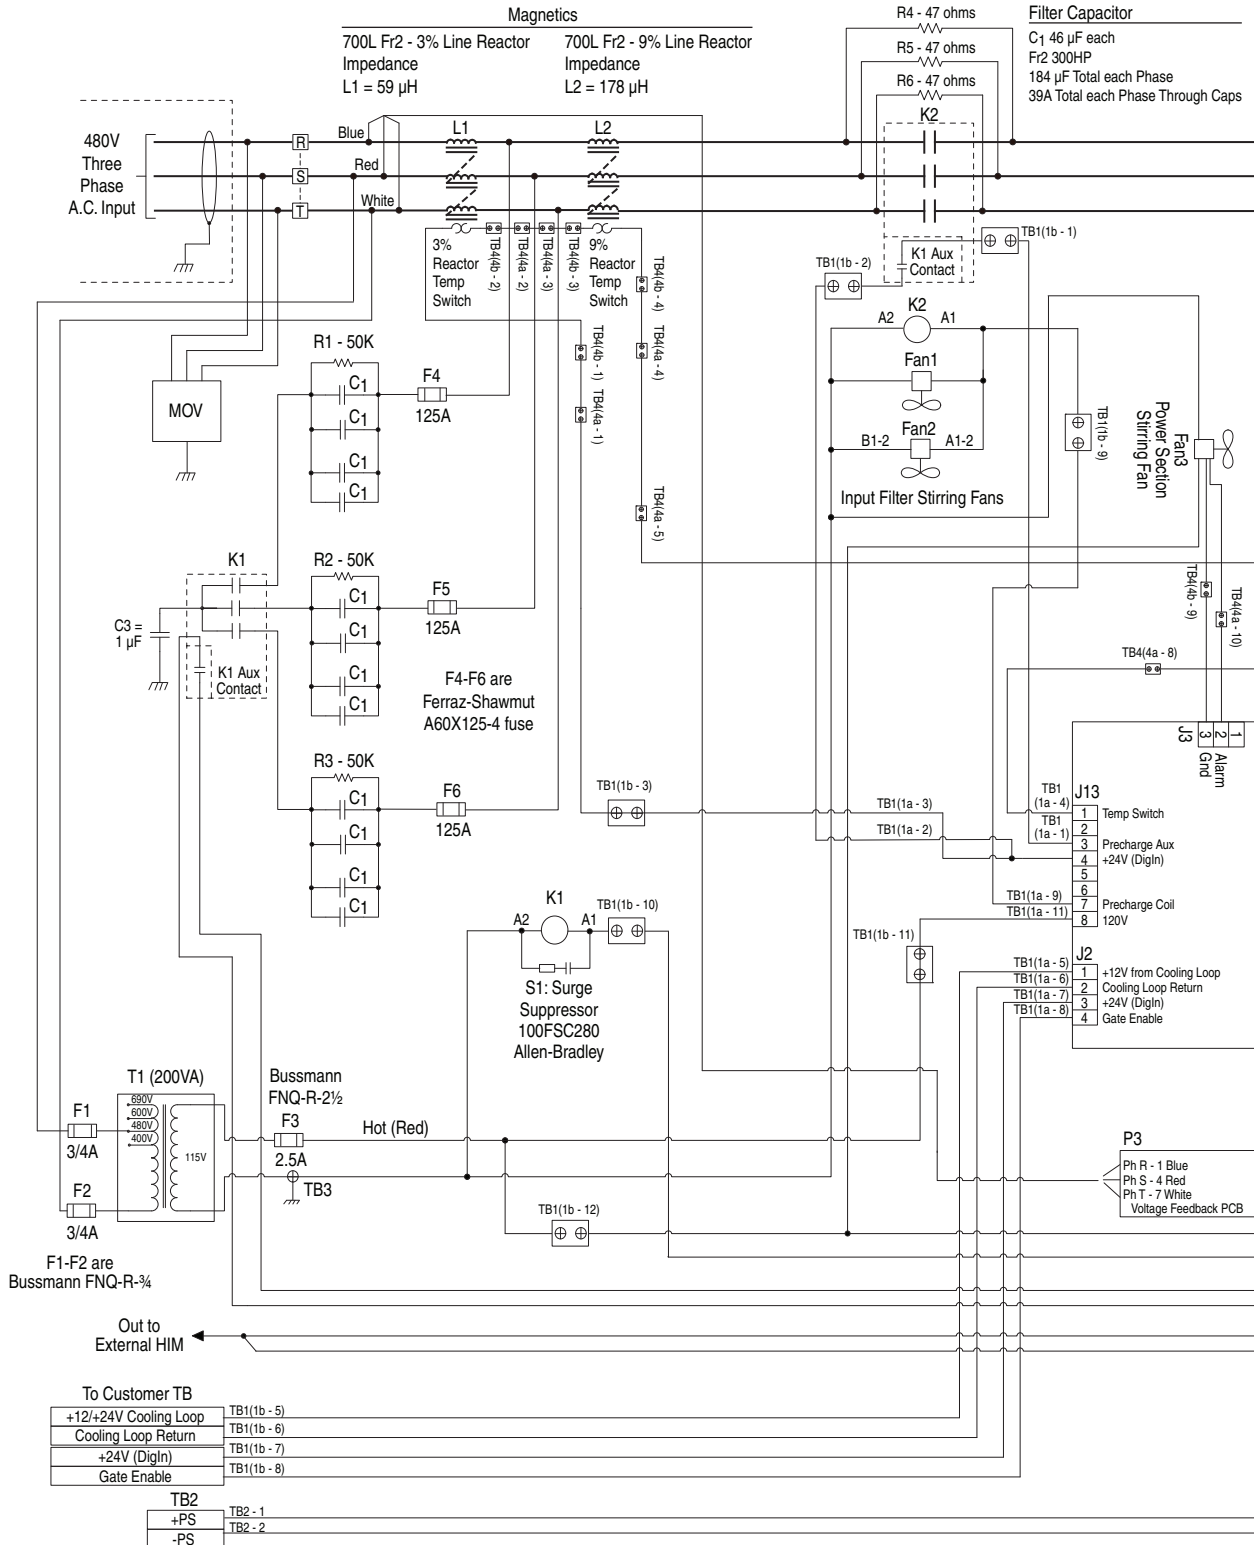 Magnetics
700L Fr2 - 3% Line Reactor
Impedance
L1 = 59 µH
700L Fr2 - 9% Line Reactor
Impedance
L2 = 178 µH
R4 - 47 ohms
R5 - 47 ohms
R6 - 47 ohms
K2
Filter Capacitor
C1 46 µF each
Fr2 300HP
184 µF Total each Phase
39A Total each Phase Through Caps
480V
Three
Phase
A.C. Input
R
S
T
Blue
Red
White
L1
L2
3%
Reactor
Temp
Switch
TB4(4b - 2)
TB4(4a - 2)
TB4(4a - 3)
TB4(4b - 3)
9%
Reactor
Temp
Switch
TB4(4b - 4)
TB4(4a - 4)
TB4(4b - 1)
TB4(4a - 1)
TB4(4a - 5)
TB1(1b - 1)
TB1(1b - 2)
K1 Aux
Contact
K2
A2
A1
Fan1
Fan2
B1-2
A1-2
Input Filter Stirring Fans
TB1(1b - 9)
Fan3
Power Section
Stirring Fan
TB4(4b - 9)
TB4(4a - 10)
TB4(4a - 8)
MOV
R1 - 50K
C1
C1
C1
C1
F4
125A
K1
C3 =
1 µF
K1 Aux
Contact
R2 - 50K
C1
C1
C1
C1
F5
125A
F4-F6 are
Ferraz-Shawmut
A60X125-4 fuse
R3 - 50K
C1
C1
C1
C1
F6
125A
J3
3
2
1
Gnd
Alarm
TB1(1b - 3)
TB1(1a - 3)
TB1(1a - 2)
TB1
(1a - 4)
TB1
(1a - 1)
J13
1 Temp Switch
2
3 Precharge Aux
4 +24V (DigIn)
5
6
TB1(1a - 9) 7 Precharge Coil
TB1(1a - 11) 8 120V
K1
A2
A1
TB1(1b - 10)
S1: Surge
Suppressor
100FSC280
Allen-Bradley
TB1(1b - 11)
J2
TB1(1a - 5) 1 +12V from Cooling Loop
TB1(1a - 6) 2 Cooling Loop Return
TB1(1a - 7) 3 +24V (DigIn)
TB1(1a - 8) 4 Gate Enable
T1 (200VA)
690V
600V
480V
400V
115V
F1
3/4A
F2
3/4A
F1-F2 are
Bussmann FNQ-R-¾
Bussmann
FNQ-R-2½
F3
2.5A
TB3
Hot (Red)
TB1(1b - 12)
P3
Ph R - 1 Blue
Ph S - 4 Red
Ph T - 7 White
Voltage Feedback PCB
Out to
External HIM
To Customer TB
+12/+24V Cooling Loop TB1(1b - 5)
Cooling Loop Return TB1(1b - 6)
+24V (DigIn) TB1(1b - 7)
Gate Enable TB1(1b - 8)
TB2
+PS TB2 - 1
-PS TB2 - 2